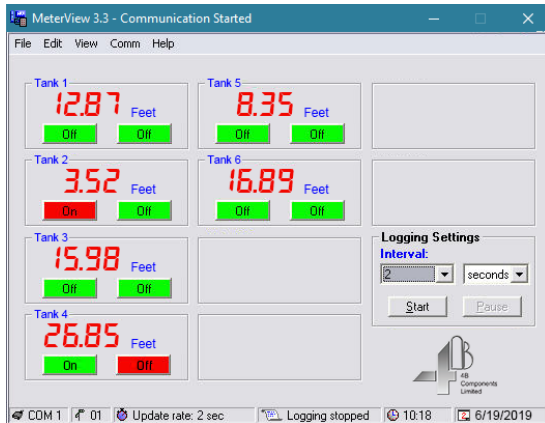 MeterView 3.3 - Communication Started
File Edit View Comm Help
Tank 1
12.87 Feet
Off Off
Tank 2
3.52 Feet
On Off
Tank 3
15.98 Feet
Off Off
Tank 4
26.85 Feet
On Off
Tank 5
8.35 Feet
Off Off
Tank 6
16.89 Feet
Off Off
Logging Settings
Interval:
2 seconds
Start Pause
4B
4B
Components
Limited
COM 1 01 Update rate: 2 sec Logging stopped 10:18 2 6/19/2019